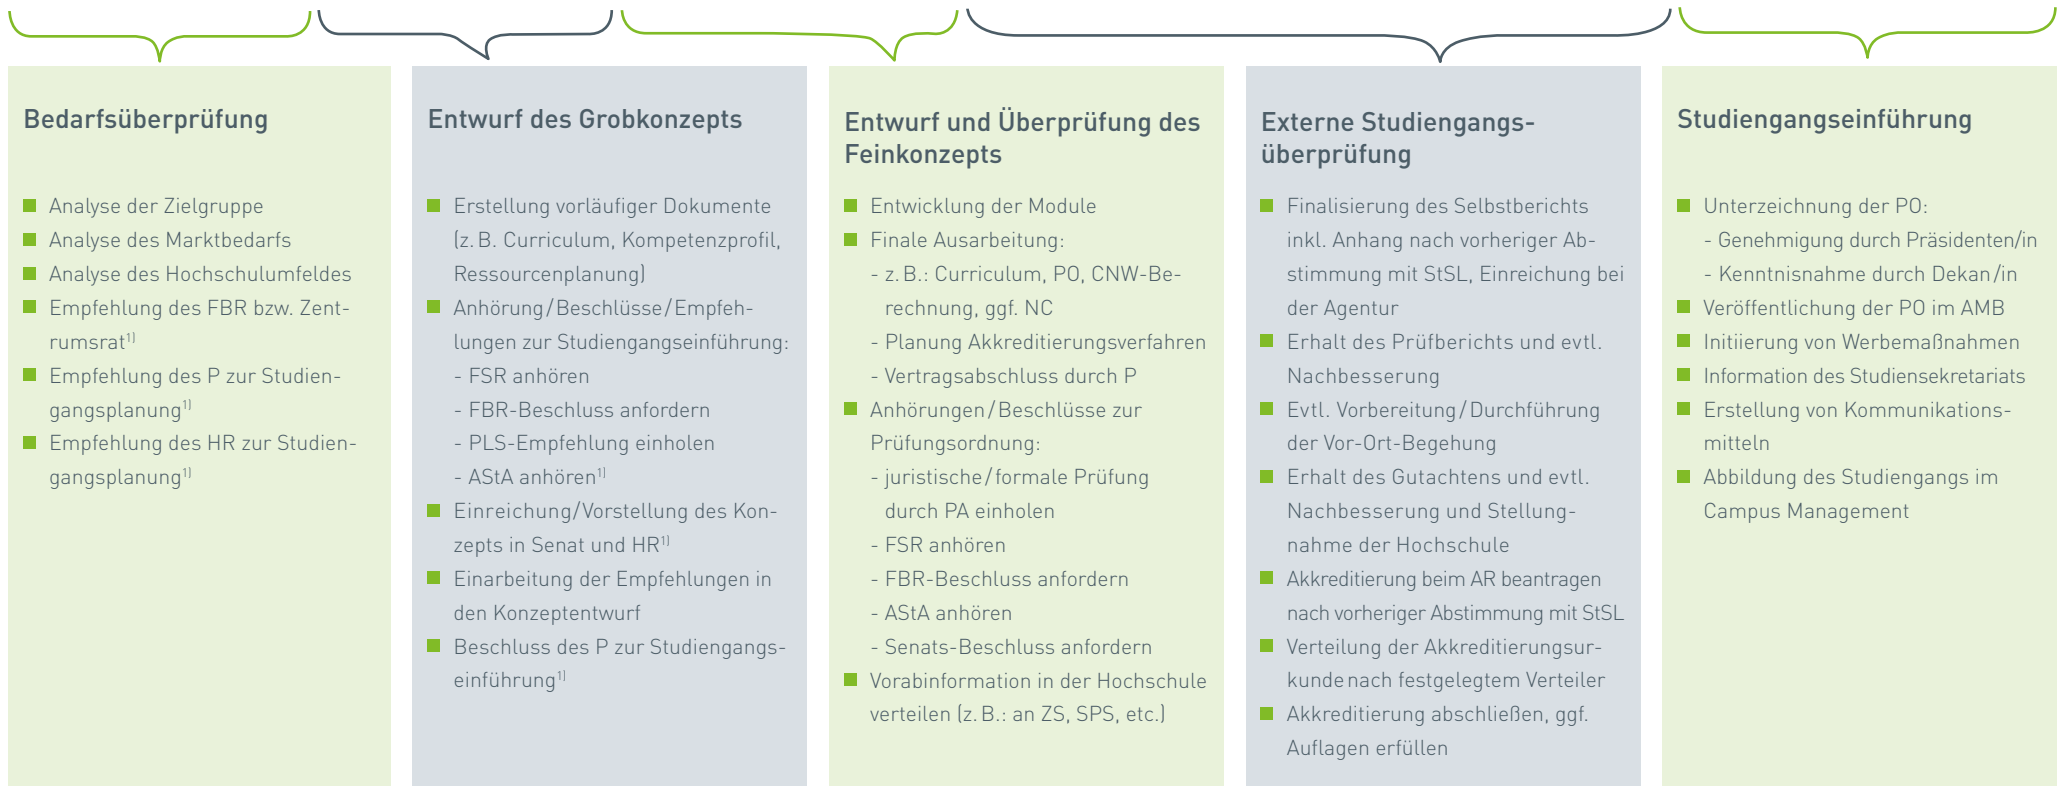 Bedarfsüberprüfung
Analyse der Zielgruppe
Analyse des Marktbedarfs
Analyse des Hochschulumfeldes
Empfehlung des FBR bzw. Zent-
rumsrat1)
Empfehlung des P zur Studien-
gangsplanung1)
Empfehlung des HR zur Studien-
gangsplanung1)
Entwurf des Grobkonzepts
Erstellung vorläufiger Dokumente
(z. B. Curriculum, Kompetenzprofil,
Ressourcenplanung)
Anhörung/Beschlüsse/Empfeh-
lungen zur Studiengangseinführung:
- FSR anhören
- FBR-Beschluss anfordern
- PLS-Empfehlung einholen
- AStA anhören1)
Einreichung/Vorstellung des Kon-
zepts in Senat und HR1)
Einarbeitung der Empfehlungen in
den Konzeptentwurf
Beschluss des P zur Studiengangs-
einführung1)
Entwurf und Überprüfung des
Feinkonzepts
Entwicklung der Module
Finale Ausarbeitung:
- z. B.: Curriculum, PO, CNW-Be-
rechnung, ggf. NC
- Planung Akkreditierungsverfahren
- Vertragsabschluss durch P
Anhörungen/Beschlüsse zur
Prüfungsordnung:
- juristische/formale Prüfung
durch PA einholen
- FSR anhören
- FBR-Beschluss anfordern
- AStA anhören
- Senats-Beschluss anfordern
Vorabinformation in der Hochschule
verteilen (z. B.: an ZS, SPS, etc.)
Externe Studiengangs-
überprüfung
Finalisierung des Selbstberichts
inkl. Anhang nach vorheriger Ab-
stimmung mit StSL, Einreichung bei
der Agentur
Erhalt des Prüfberichts und evtl.
Nachbesserung
Evtl. Vorbereitung/Durchführung
der Vor-Ort-Begehung
Erhalt des Gutachtens und evtl.
Nachbesserung und Stellung-
nahme der Hochschule
Akkreditierung beim AR beantragen
nach vorheriger Abstimmung mit StSL
Verteilung der Akkreditierungsur-
kunde nach festgelegtem Verteiler
Akkreditierung abschließen, ggf.
Auflagen erfüllen
Studiengangseinführung
Unterzeichnung der PO:
- Genehmigung durch Präsidenten/in
- Kenntnisnahme durch Dekan/in
Veröffentlichung der PO im AMB
Initiierung von Werbemaßnahmen
Information des Studiensekretariats
Erstellung von Kommunikations-
mitteln
Abbildung des Studiengangs im
Campus Management